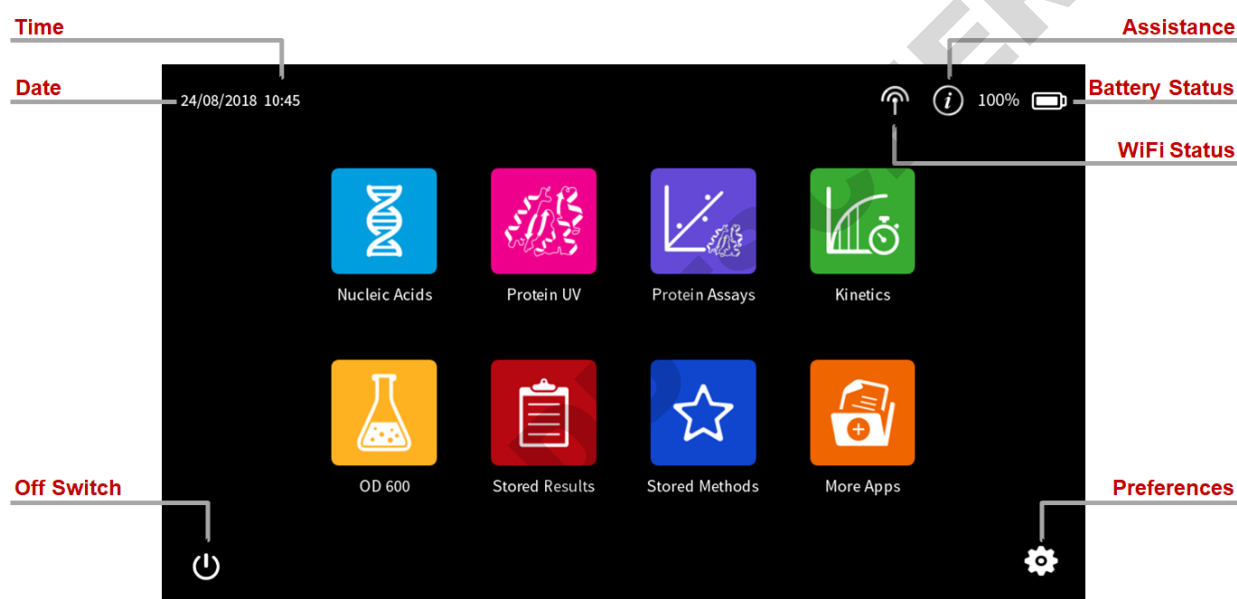 Time
Assistance
Date
24/08/2018 10:45
i
100%
Battery Status
WiFi Status
Nucleic Acids
Protein UV
Protein Assays
Kinetics
OD 600
Stored Results
Stored Methods
More Apps
Off Switch
Preferences